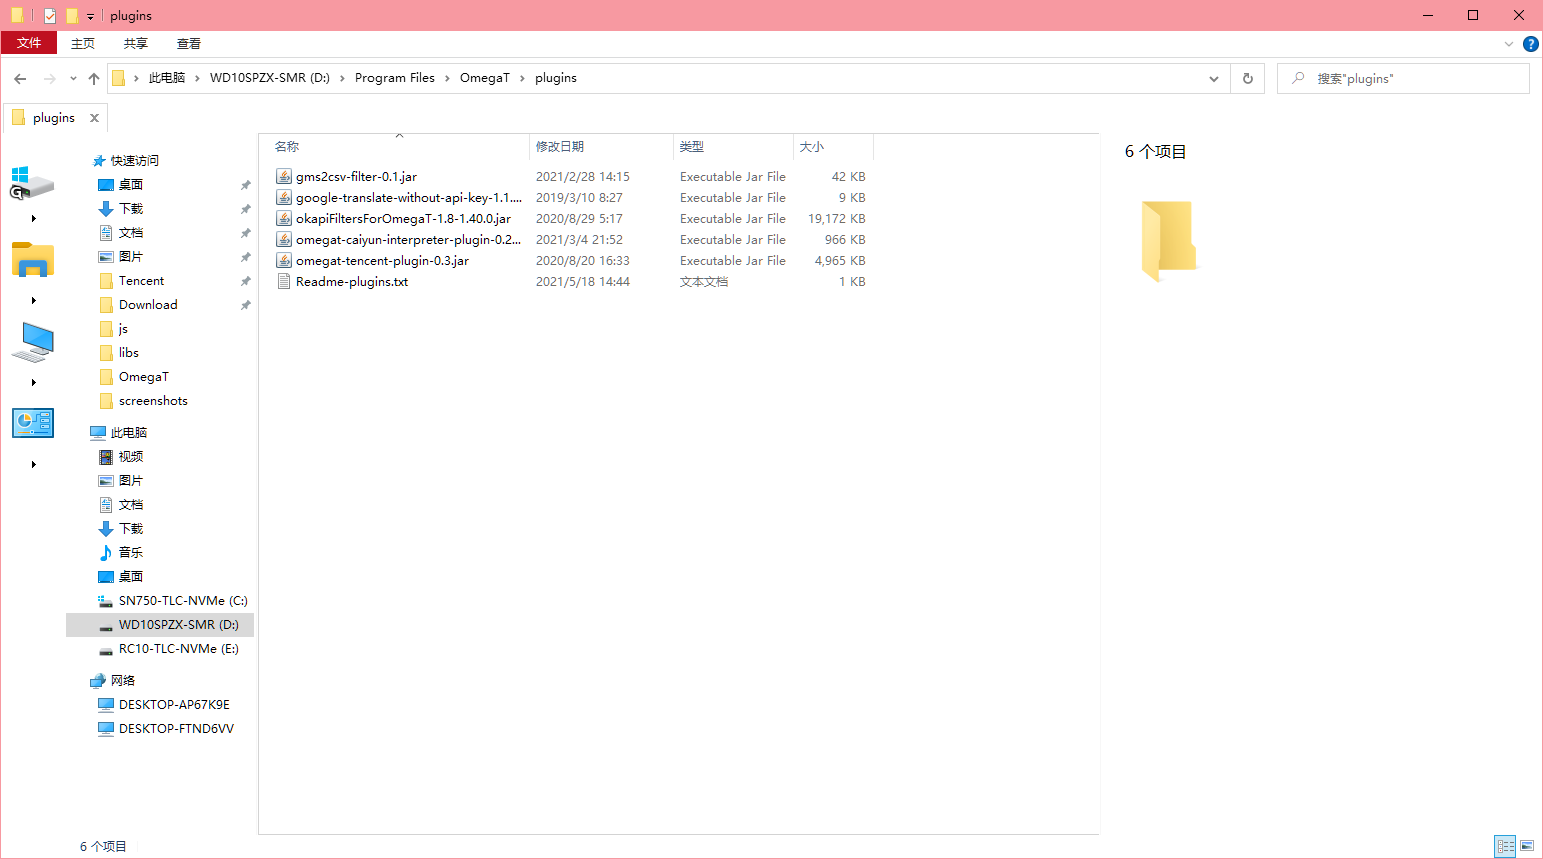 plugins
文件 主页 共享 查看
此电脑 › WD10SPZX-SMR (D:) › Program Files › OmegaT › plugins
搜索"plugins"
plugins
名称 修改日期 类型 大小
gms2csv-filter-0.1.jar 2021/2/28 14:15 Executable Jar File 42 KB
google-translate-without-api-key-1.1.... 2019/3/10 8:27 Executable Jar File 9 KB
okapiFiltersForOmegaT-1.8-1.40.0.jar 2020/8/29 5:17 Executable Jar File 19,172 KB
omegat-caiyun-interpreter-plugin-0.2... 2021/3/4 21:52 Executable Jar File 966 KB
omegat-tencent-plugin-0.3.jar 2020/8/20 16:33 Executable Jar File 4,965 KB
Readme-plugins.txt 2021/5/18 14:44 文本文档 1 KB
6 个项目
快速访问
桌面
下载
文档
图片
Tencent
Download
js
libs
OmegaT
screenshots
此电脑
视频
图片
文档
下载
音乐
桌面
SN750-TLC-NVMe (C:)
WD10SPZX-SMR (D:)
RC10-TLC-NVMe (E:)
网络
DESKTOP-AP67K9E
DESKTOP-FTND6VV
6 个项目